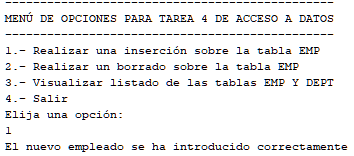 ------------------------------------------------
MENÚ DE OPCIONES PARA TAREA 4 DE ACCESO A DATOS
------------------------------------------------
1.- Realizar una inserción sobre la tabla EMP
2.- Realizar un borrado sobre la tabla EMP
3.- Visualizar listado de las tablas EMP Y DEPT
4.- Salir
Elija una opción:
1
El nuevo empleado se ha introducido correctamente